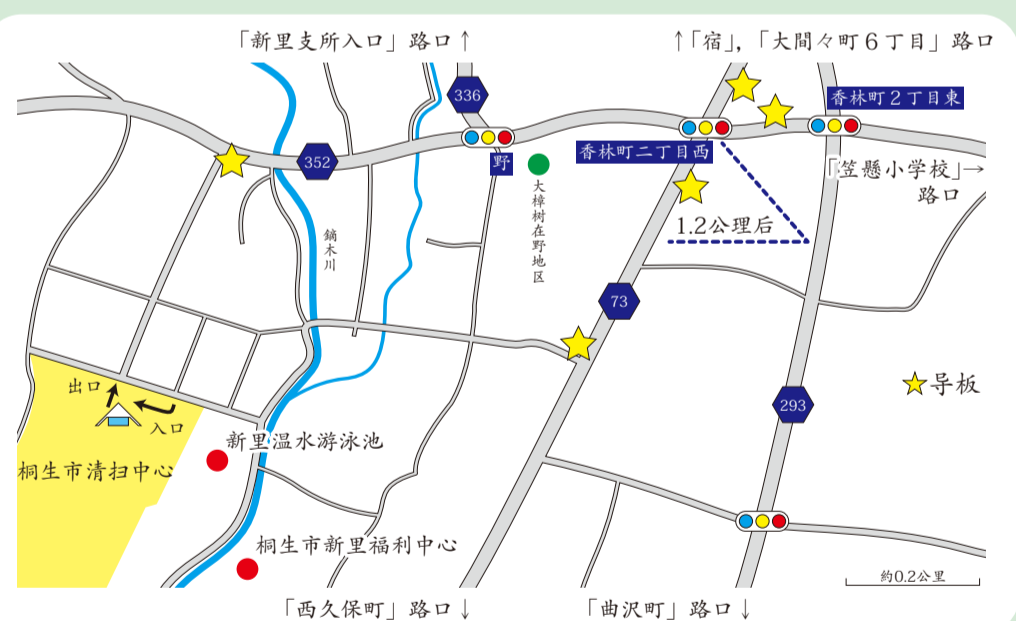 「新里支所入口」路口↑
↑「宿」，「大間々町６丁目」路口
336
香林町２丁目東
野
香林町二丁目西
352
「笠懸小学校」→
路口
大樟树在野地区
1.2公理后
鏑木川
73
导板
293
出口
入口
新里温水游泳池
桐生市清扫中心
桐生市新里福利中心
約0.2公里
「西久保町」路口↓
「曲沢町」路口↓